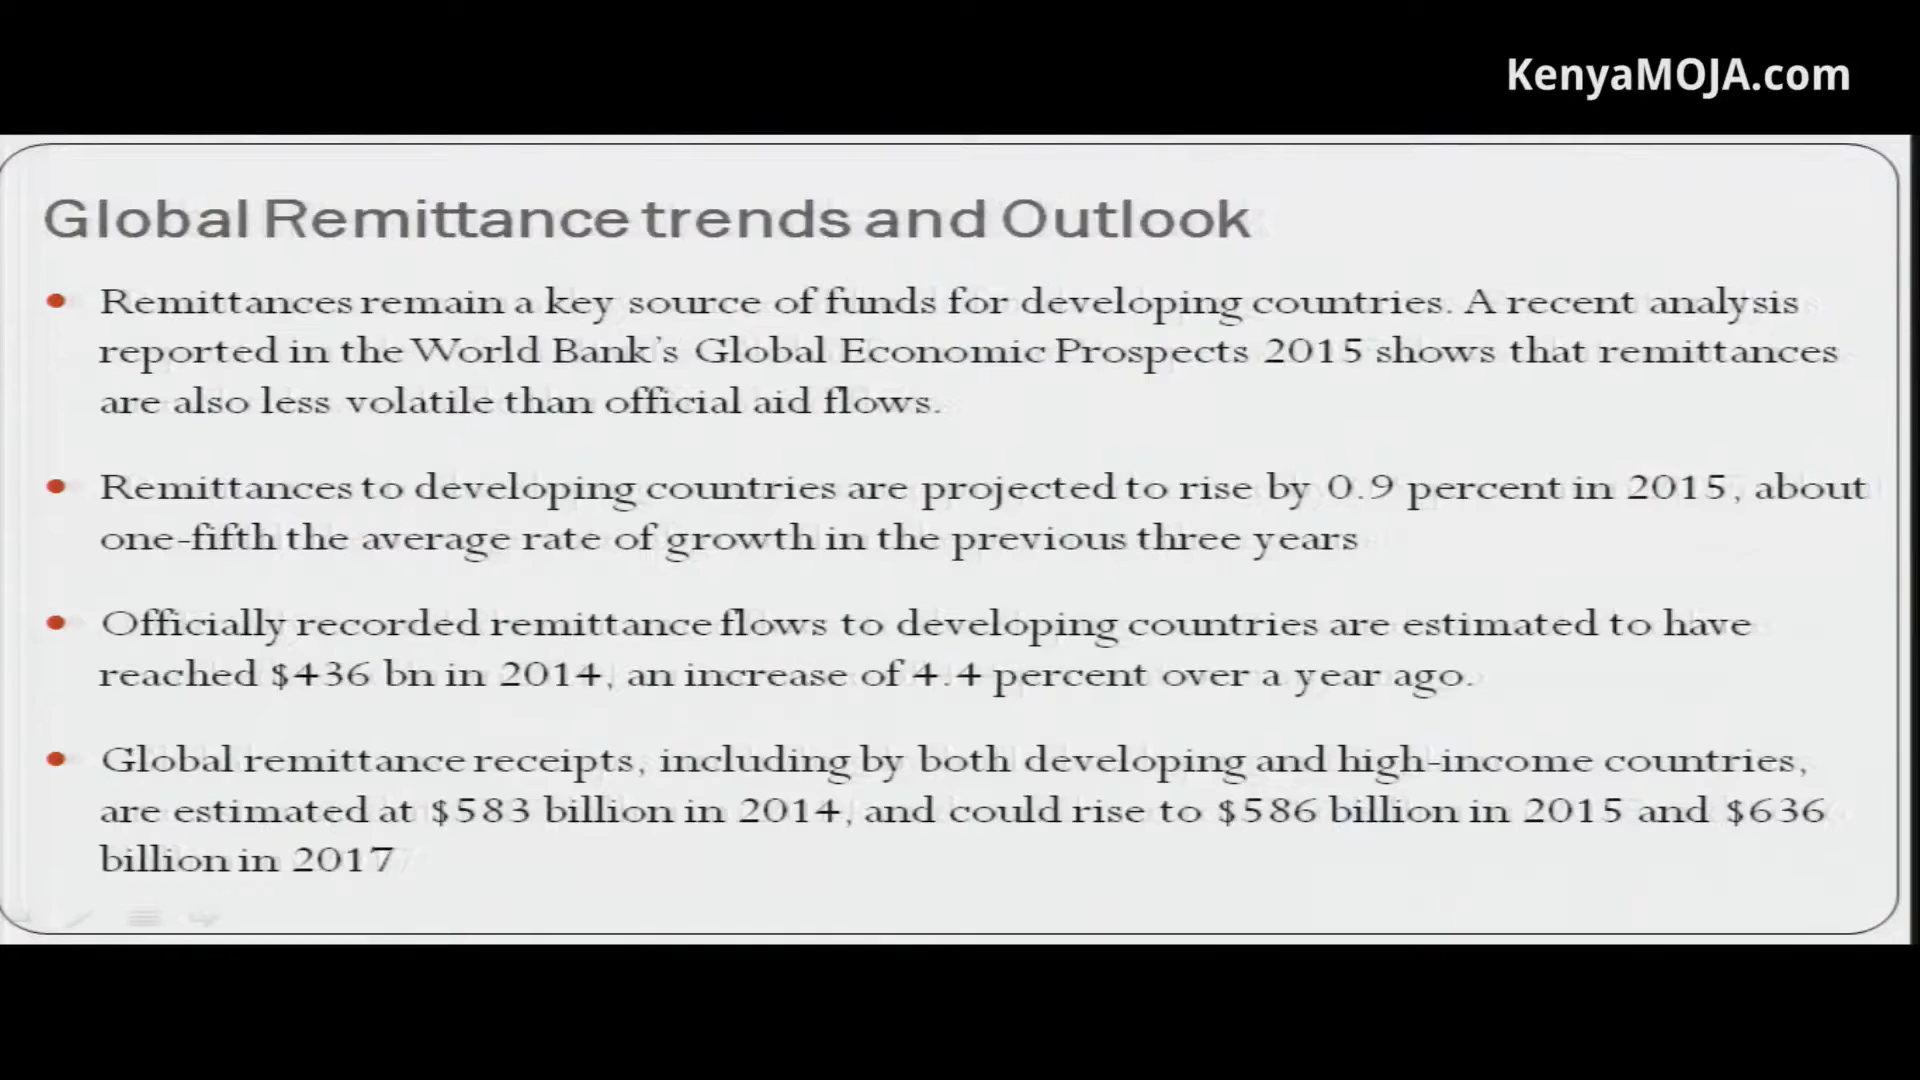 KenyaMOJA.com
Global Remittance trends and Outlook
• Remittances remain a key source of funds for developing countries. A recent analysis
reported in the World Bank's Global Economic Prospects 2015 shows that remittances
are also less volatile than official aid flows.
• Remittances to developing countries are projected to rise by 0.9 percent in 2015, about
one-fifth the average rate of growth in the previous three years
• Officially recorded remittance flows to developing countries are estimated to have
reached $436 bn in 2014, an increase of 4.4 percent over a year ago.
• Global remittance receipts, including by both developing and high-income countries,
are estimated at $583 billion in 2014, and could rise to $586 billion in 2015 and $636
billion in 2017